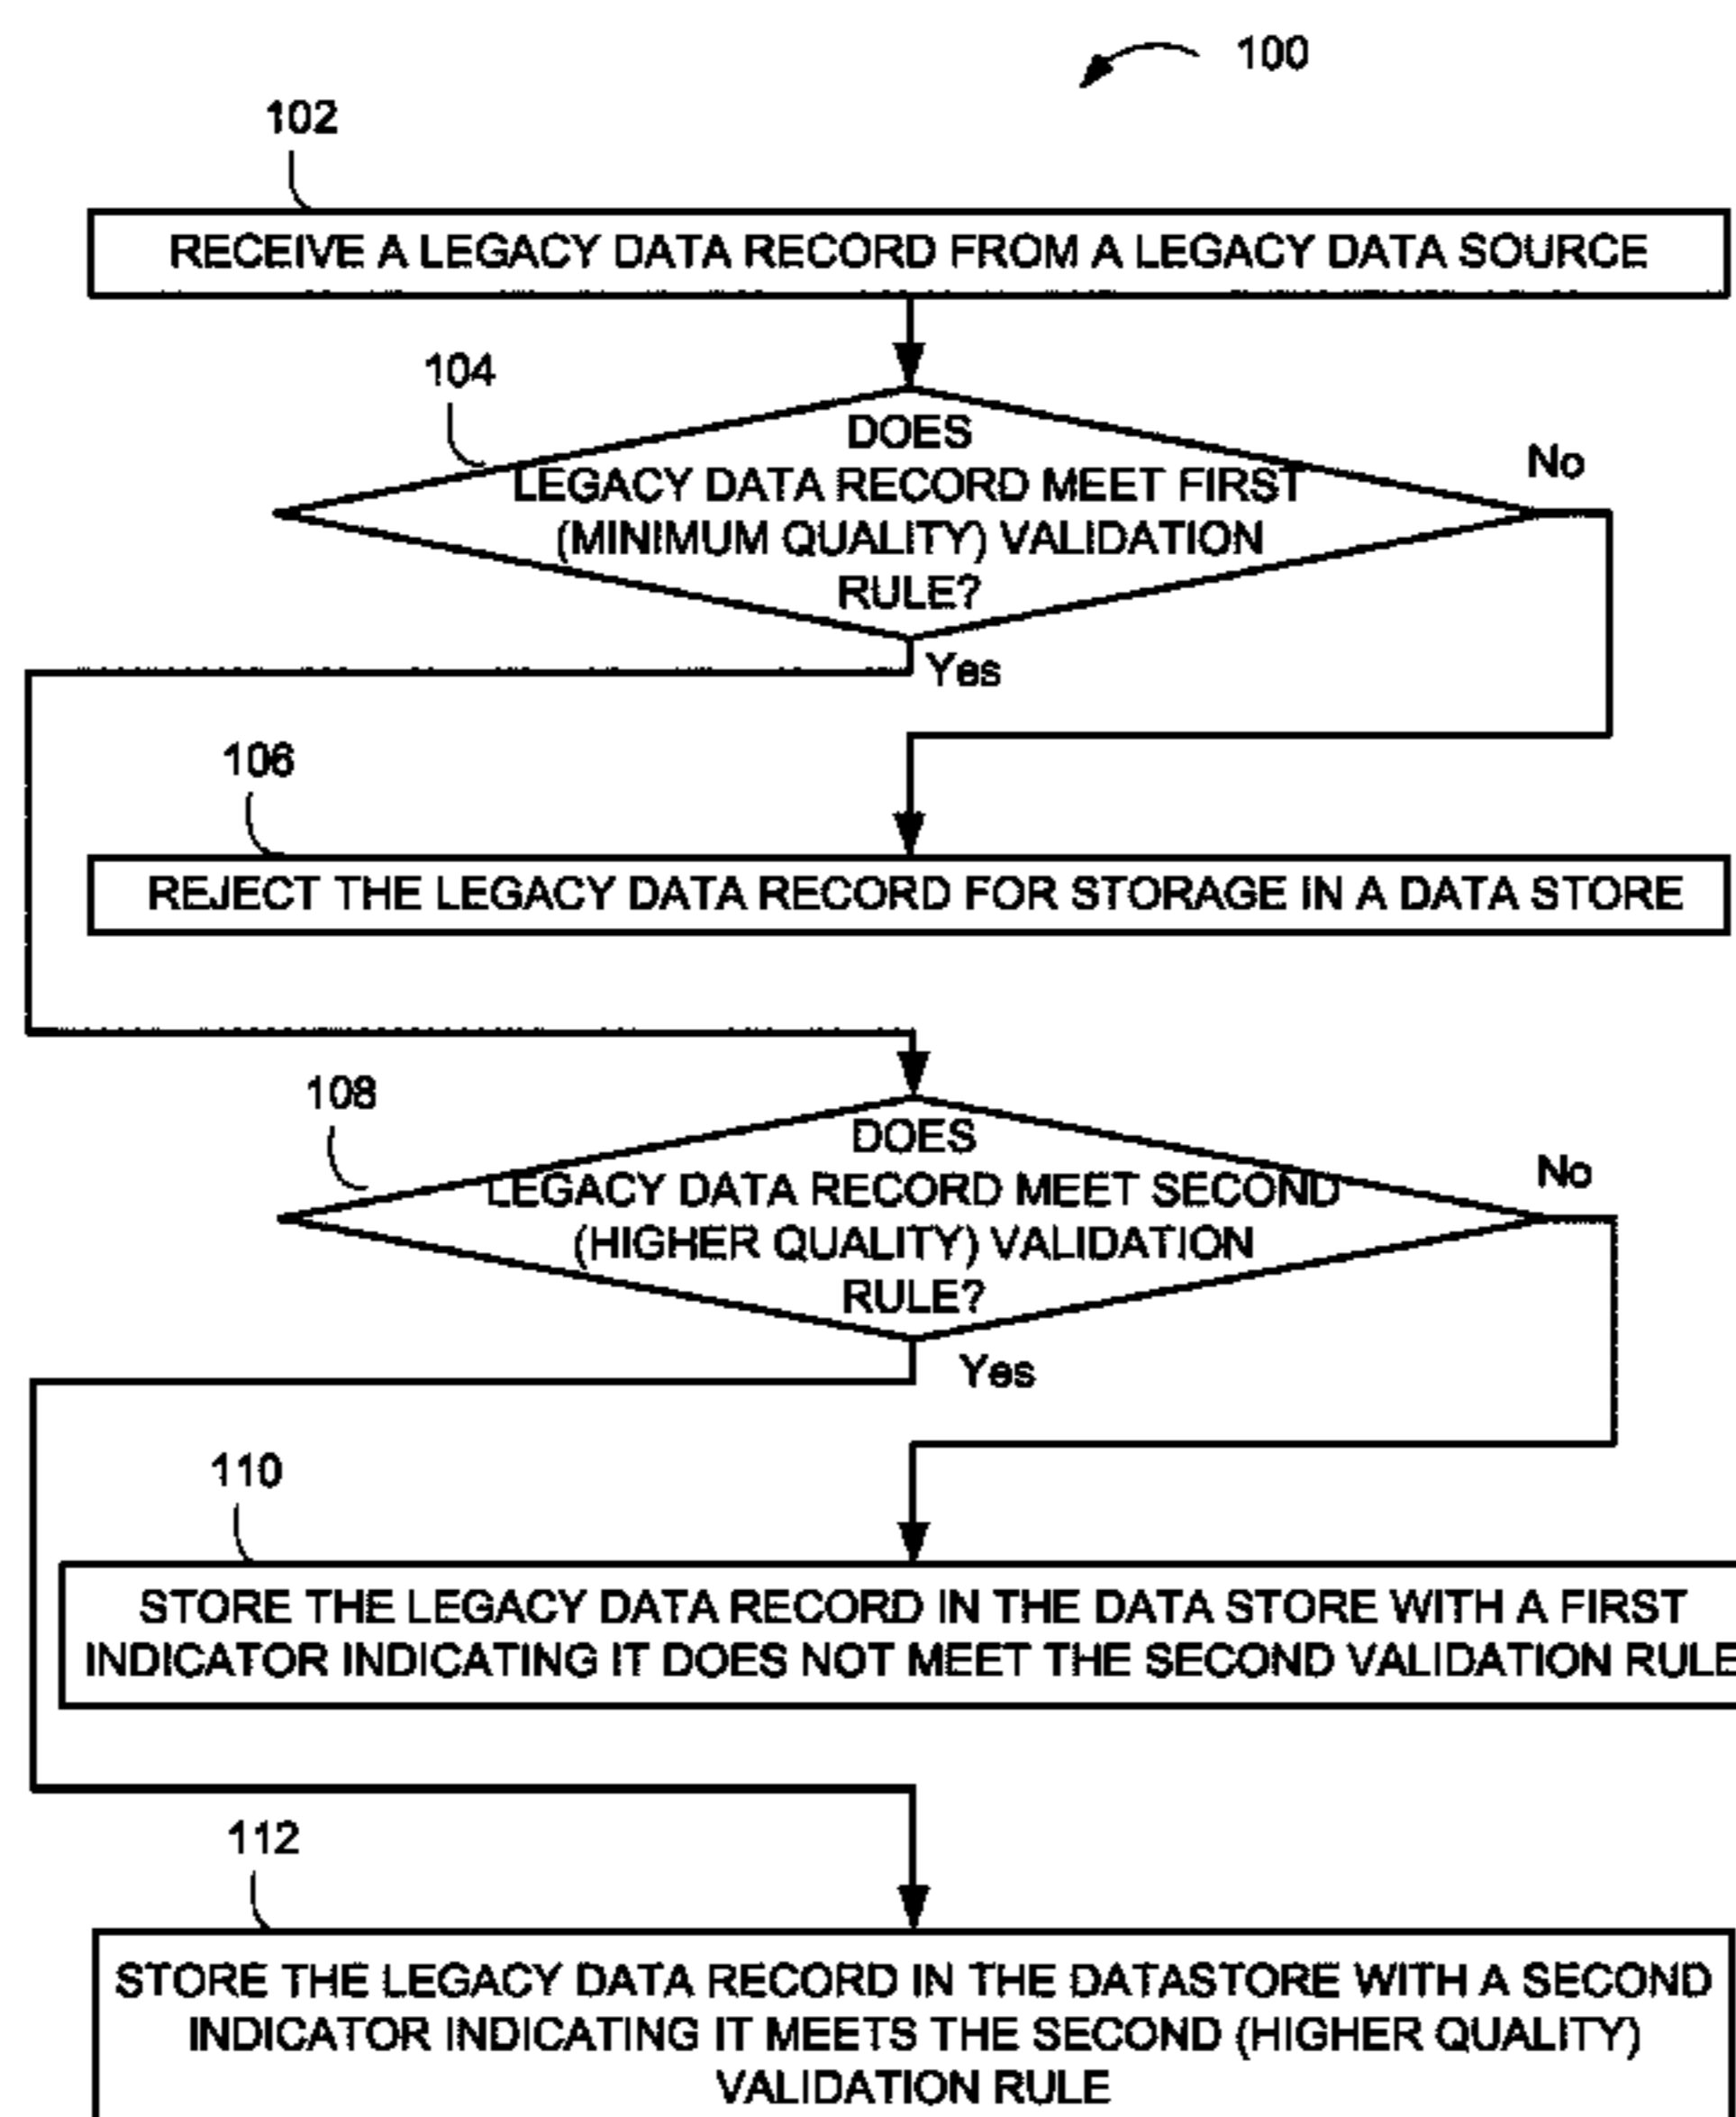 100
102
RECEIVE A LEGACY DATA RECORD FROM A LEGACY DATA SOURCE
104
DOES
LEGACY DATA RECORD MEET FIRST
(MINIMUM QUALITY) VALIDATION
RULE?
No
Yes
106
REJECT THE LEGACY DATA RECORD FOR STORAGE IN A DATA STORE
108
DOES
LEGACY DATA RECORD MEET SECOND
(HIGHER QUALITY) VALIDATION
RULE?
No
Yes
110
STORE THE LEGACY DATA RECORD IN THE DATA STORE WITH A FIRST
INDICATOR INDICATING IT DOES NOT MEET THE SECOND VALIDATION RULE
112
STORE THE LEGACY DATA RECORD IN THE DATASTORE WITH A SECOND
INDICATOR INDICATING IT MEETS THE SECOND (HIGHER QUALITY)
VALIDATION RULE